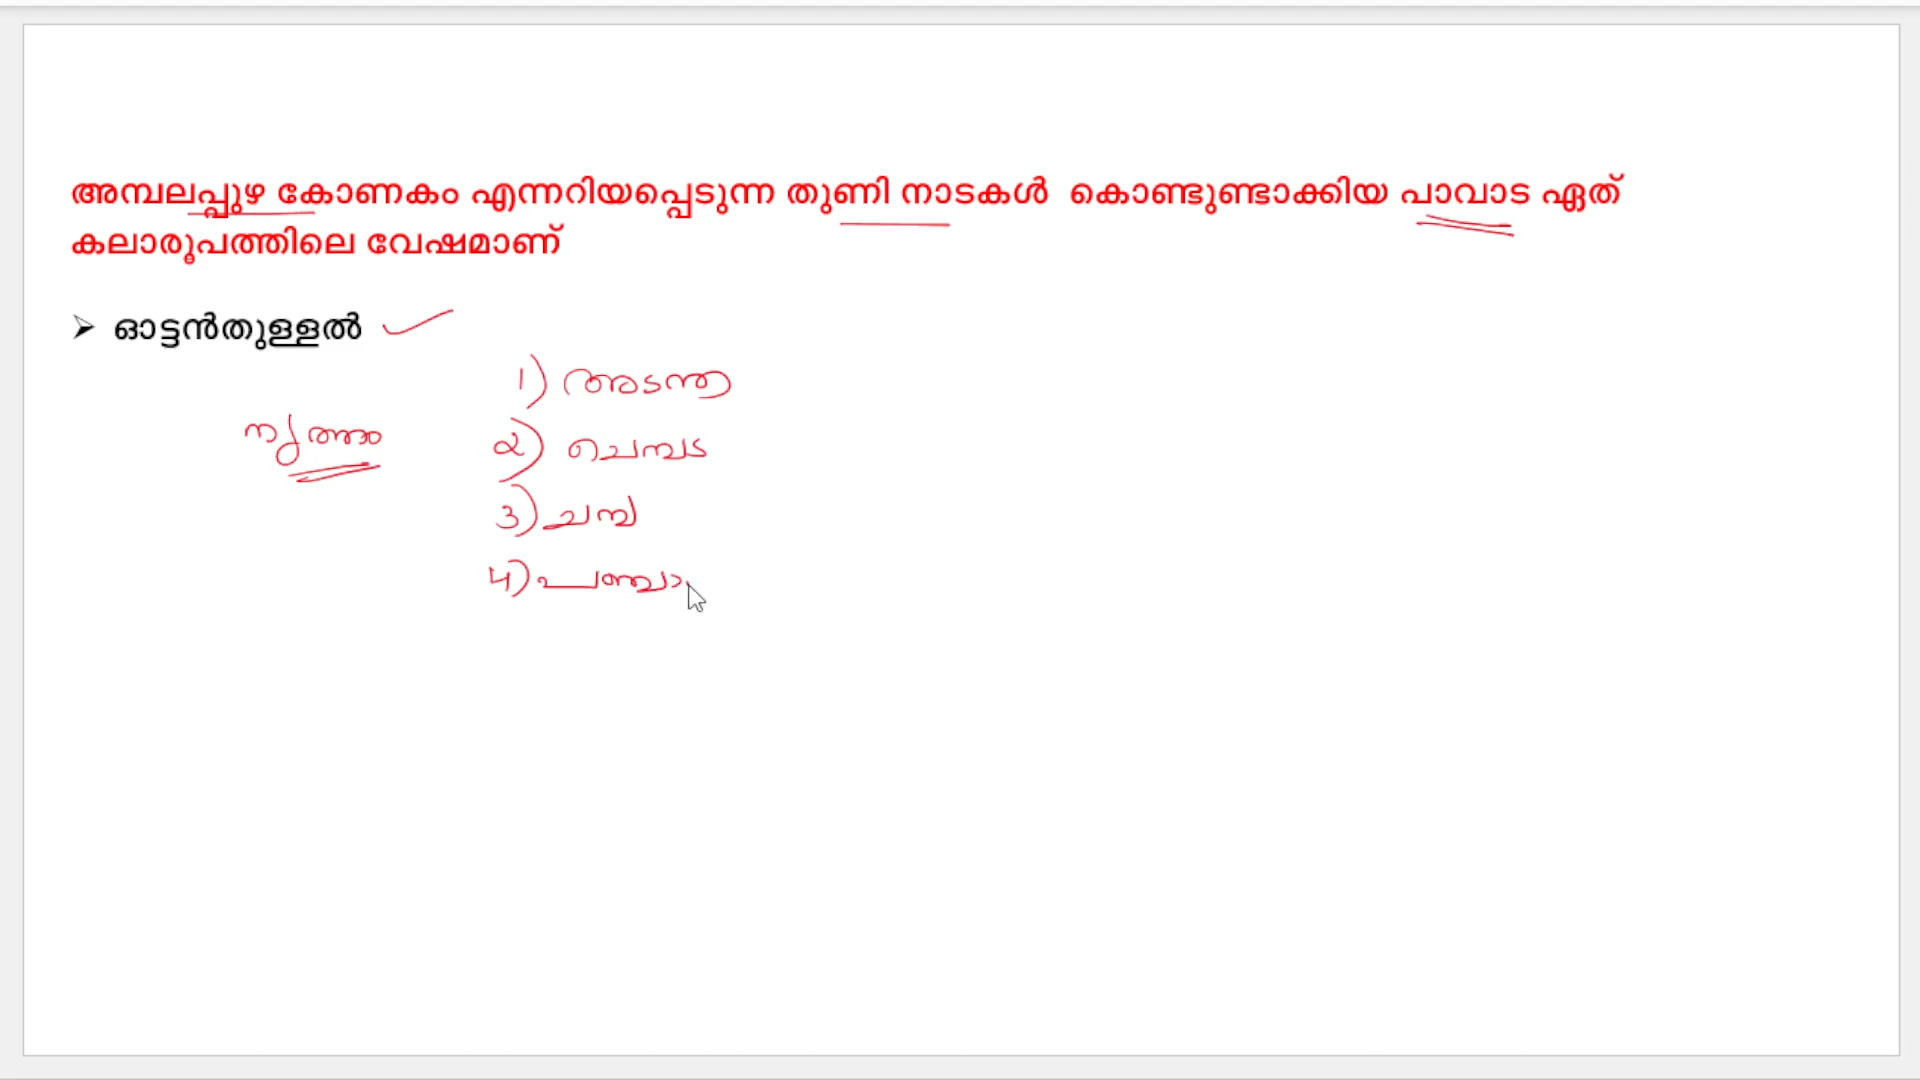 അമ്പലപ്പുഴ കോണകം എന്നറിയപ്പെടുന്ന തുണി നാടകൾ കൊണ്ടുണ്ടാക്കിയ പാവാട ഏത്
കലാരൂപത്തിലെ വേഷമാണ്
➢ ഓട്ടൻതുള്ളൽ
1) അടന്ത
നൃത്തം
2) ചെമ്പട
3) ചമ്പ
4) പഞ്ചാ